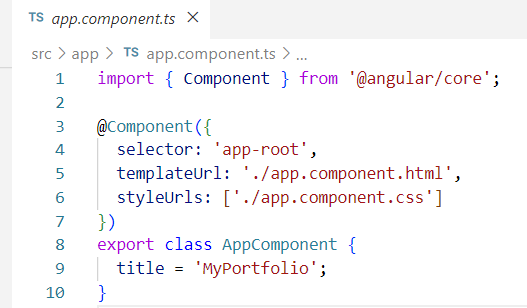 TS app.component.ts ×
src > app > TS app.component.ts > ...
1 import { Component } from '@angular/core';
2
3 @Component({
4   selector: 'app-root',
5   templateUrl: './app.component.html',
6   styleUrls: ['./app.component.css']
7 })
8 export class AppComponent {
9   title = 'MyPortfolio';
10 }